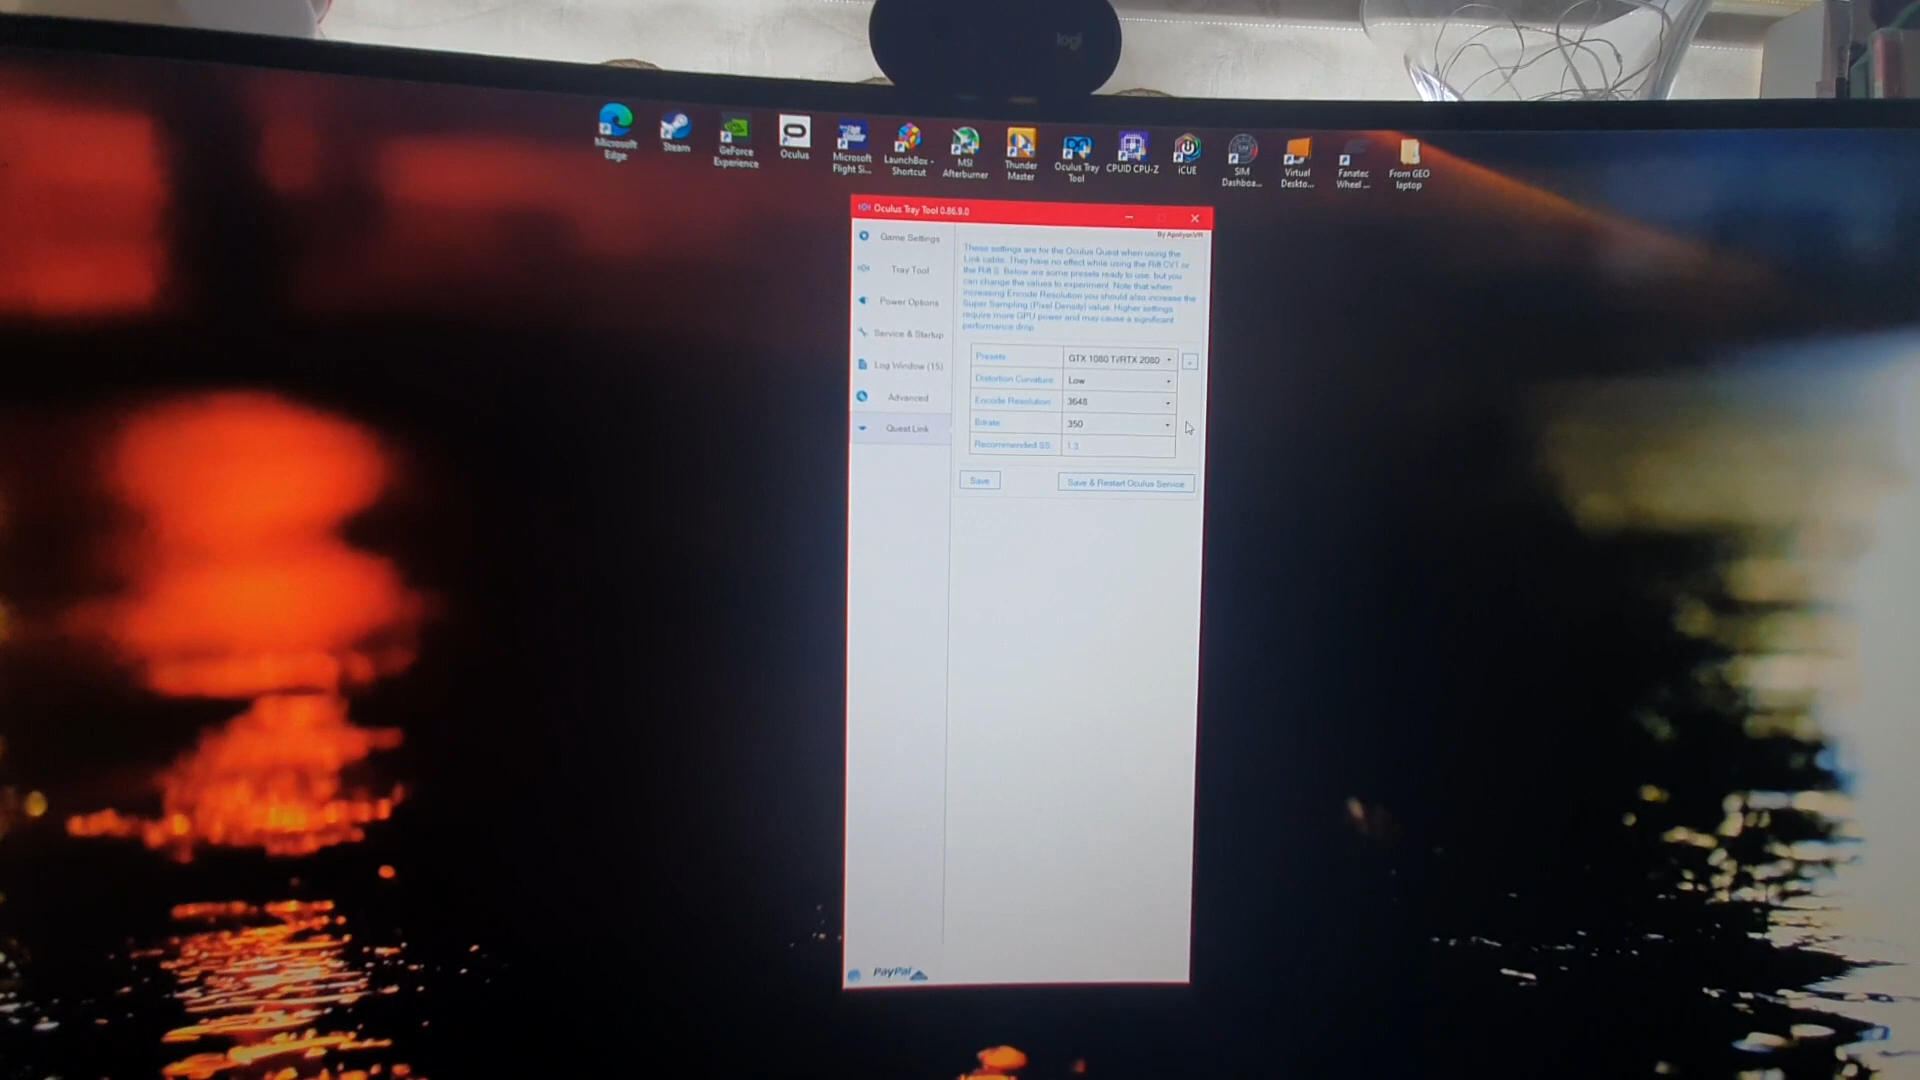 logi
Microsoft
Edge
Steam
GeForce
Experience
Oculus
Microsoft
Flight Si...
LaunchBox -
Shortcut
MSI
Afterburner
Thunder
Master
Oculus Tray
Tool
CPUID CPU-Z
iCUE
SIM
Dashboa...
Virtual
Deskto...
Fanatec
Wheel ...
From GEO
laptop
Oculus Tray Tool 0.86.9.0
By ApollyonVR
Game Settings
Tray Tool
Power Options
Service & Startup
Log Window (15)
Advanced
Quest Link
These settings are for the Oculus Quest when using the
Link cable. They have no effect while using the Rift CV1 or
the Rift S. Below are some presets ready to use, but you
can change the values to experiment. Note that when
increasing Encode Resolution you should also increase the
Super Sampling (Pixel Density) value. Higher settings
require more GPU power and may cause a significant
performance drop
Presets GTX 1080 Ti/RTX 2080
Distortion Curvature Low
Encode Resolution 3648
Bitrate 350
Recommended SS: 1.3
Save Save & Restart Oculus Service
PayPal